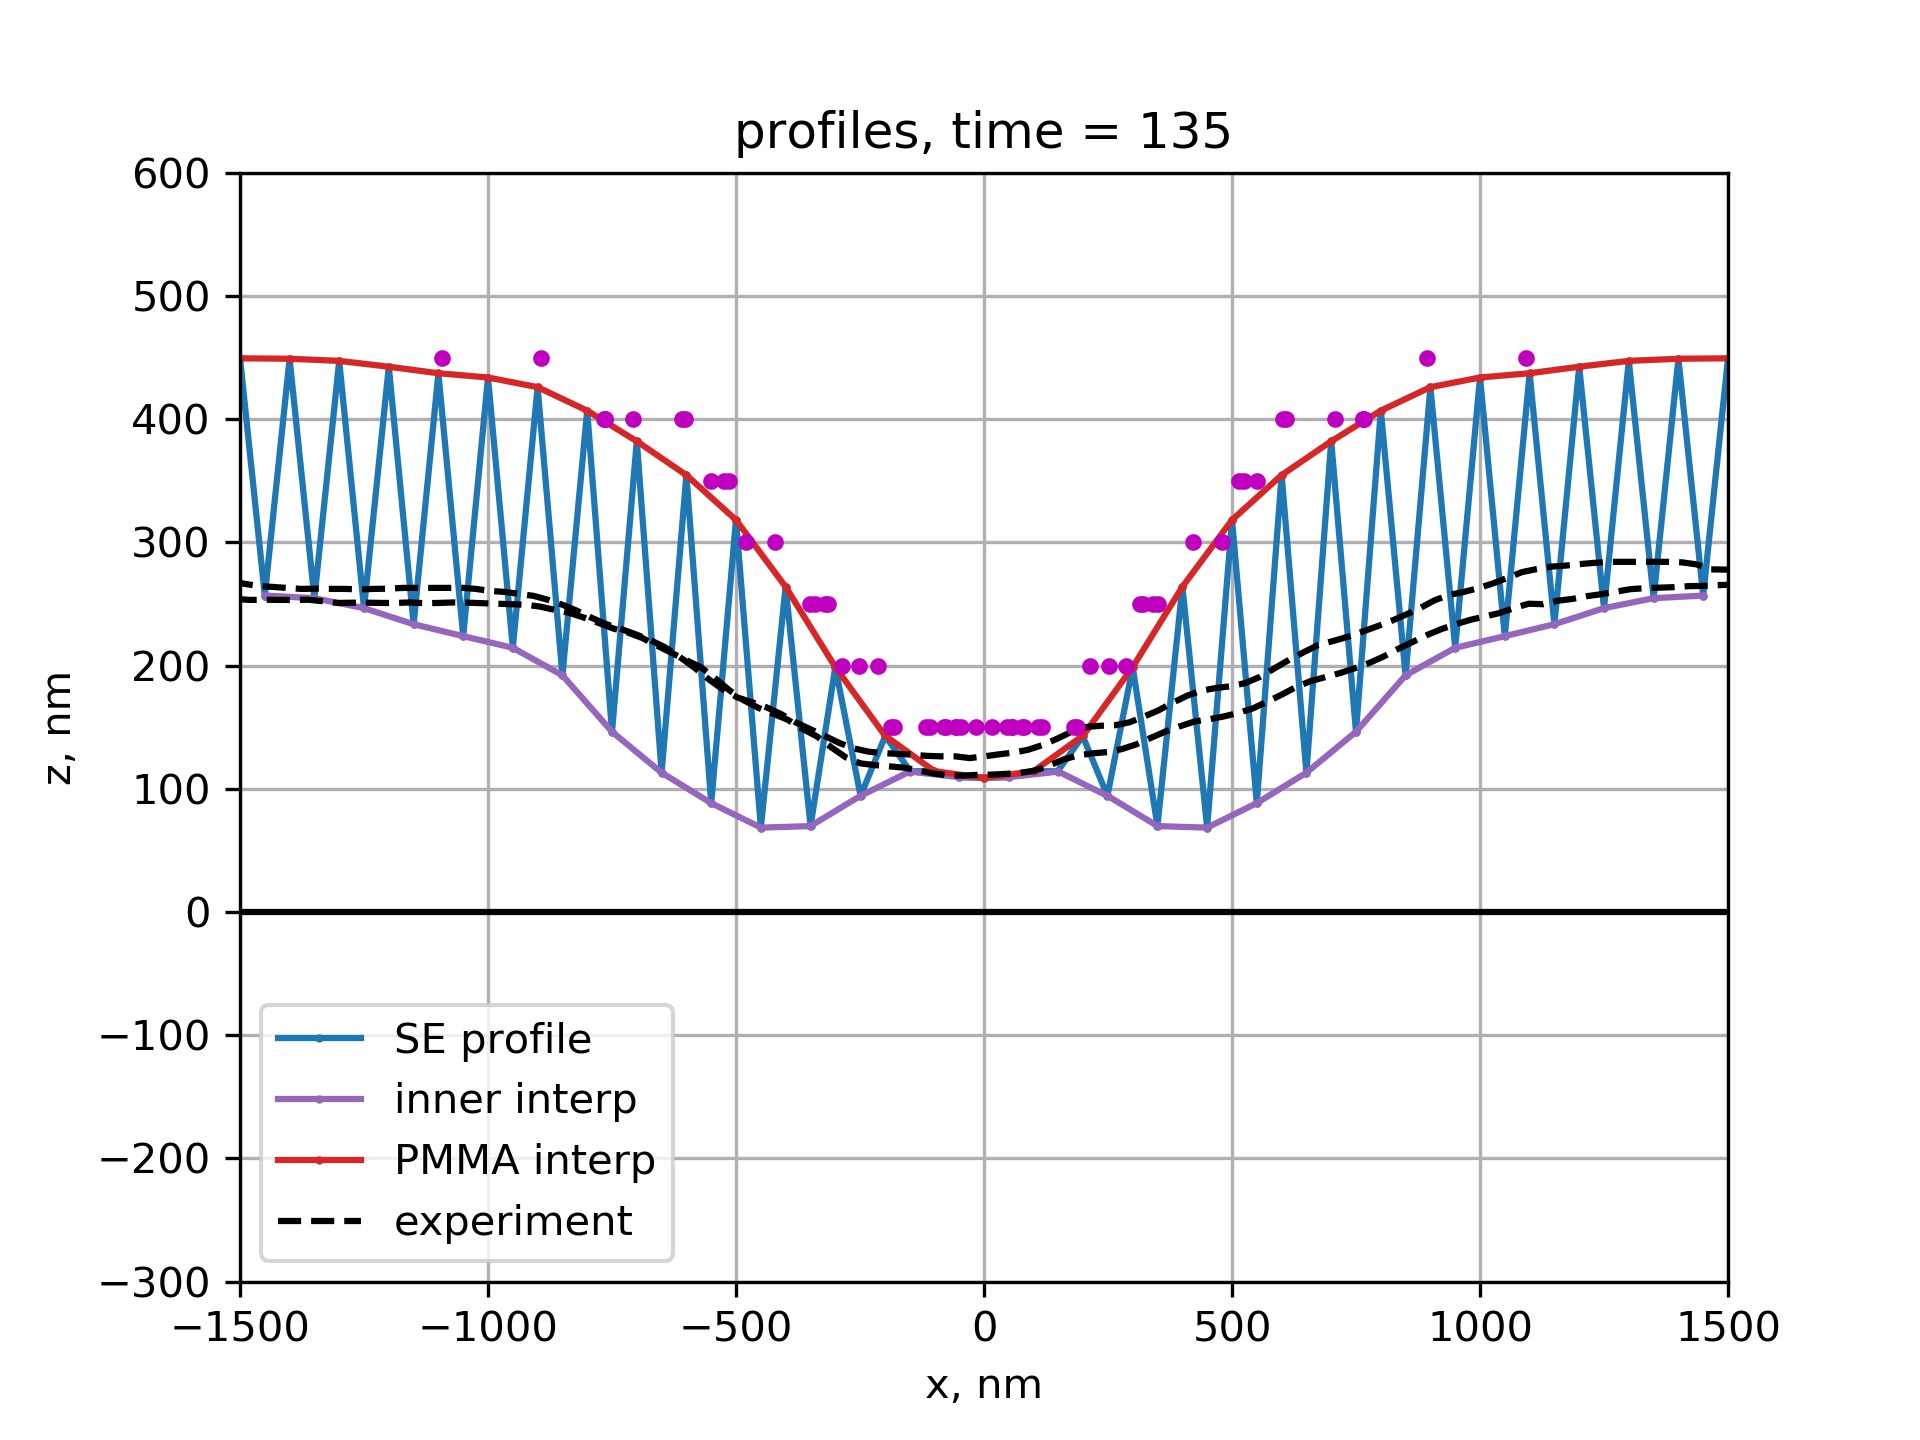 profiles, time = 135
600
500
400
300
200
100
0
−100
−200
−300
z, nm
SE profile
inner interp
PMMA interp
experiment
−1500 −1000 −500 0 500 1000 1500
x, nm